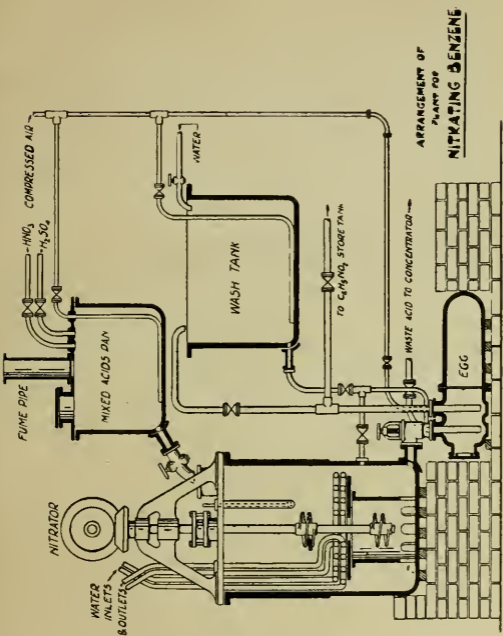 ARRANGEMENT OF
PLANT FOR
NITRATING BENZENE
COMPRESSED AIR
HNO₃
H₂SO₄
FUME PIPE
MIXED ACIDS PAN
WATER
WASH TANK
TO C₆H₅NO₂ STORE TANK
WASTE ACID TO CONCENTRATOR
EGG
NITRATOR
WATER
INLETS
& OUTLETS